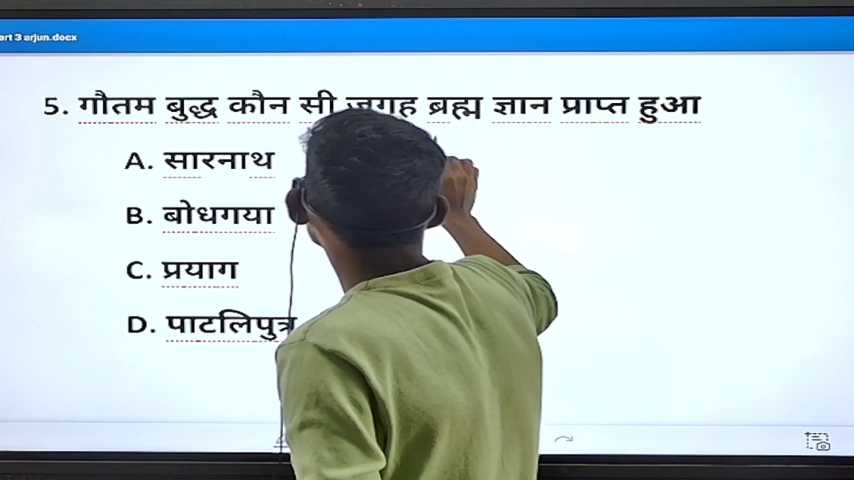 art 3 arjun.docx
5. गौतम बुद्ध कौन सी जगह ब्रह्म ज्ञान प्राप्त हुआ
A. सारनाथ
B. बोधगया
C. प्रयाग
D. पाटलिपुत्र